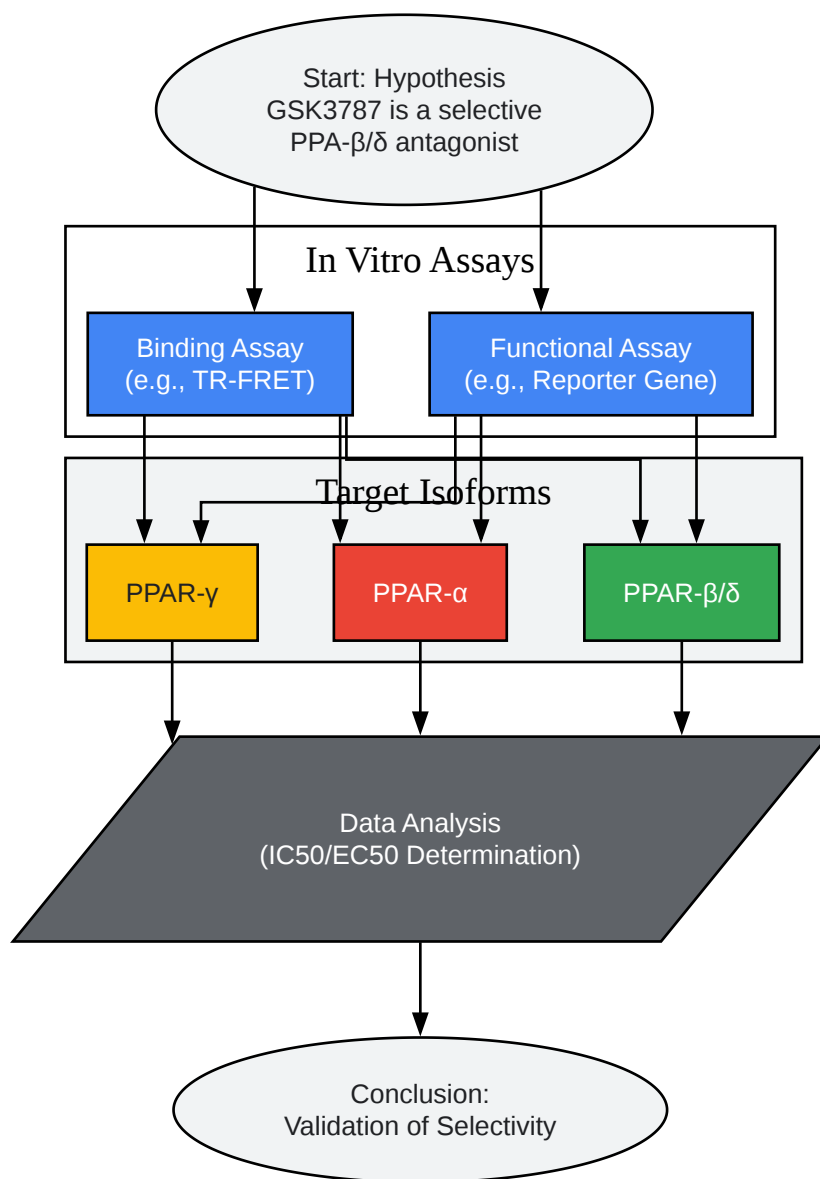 Start: Hypothesis
GSK3787 is a selective
PPA-β/δ antagonist
In Vitro Assays
Binding Assay
(e.g., TR-FRET)
Functional Assay
(e.g., Reporter Gene)
Target Isoforms
PPAR-γ
PPAR-α
PPAR-β/δ
Data Analysis
(IC50/EC50 Determination)
Conclusion:
Validation of Selectivity